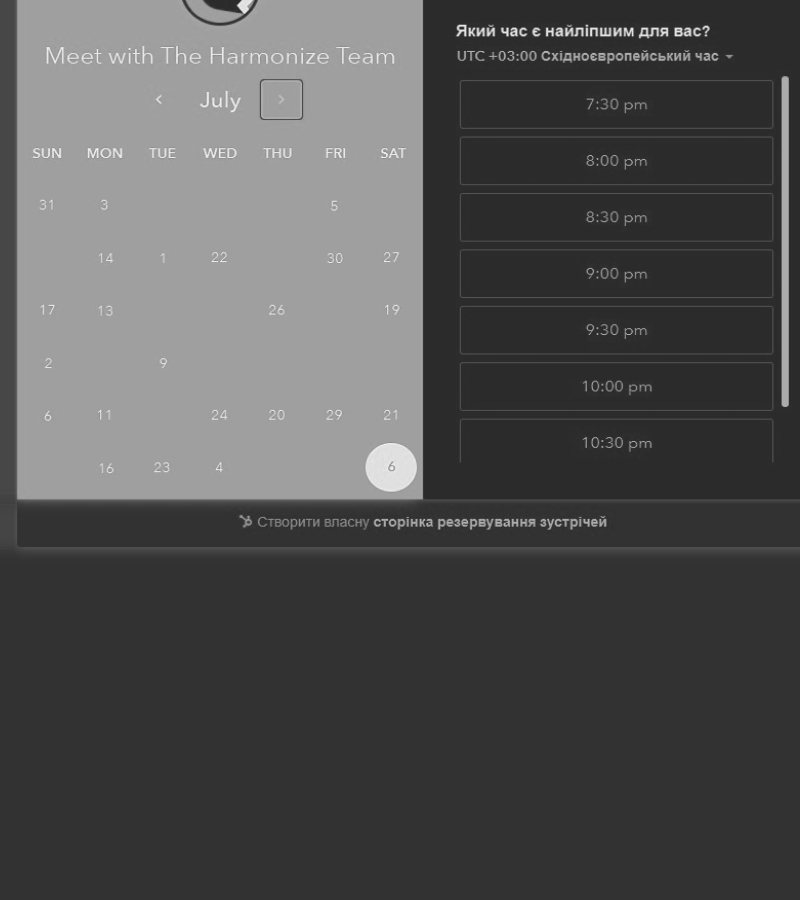 Meet with The Harmonize Team
July
SUN MON TUE WED THU FRI SAT
31 3 5
14 1 22 30 27
17 13 26 19
2 9
6 11 24 20 29 21
16 23 4 6
Який час є найліпшим для вас?
UTC +03:00 Східноєвропейський час
7:30 pm
8:00 pm
8:30 pm
9:00 pm
9:30 pm
10:00 pm
10:30 pm
Створити власну сторінка резервування зустрічей